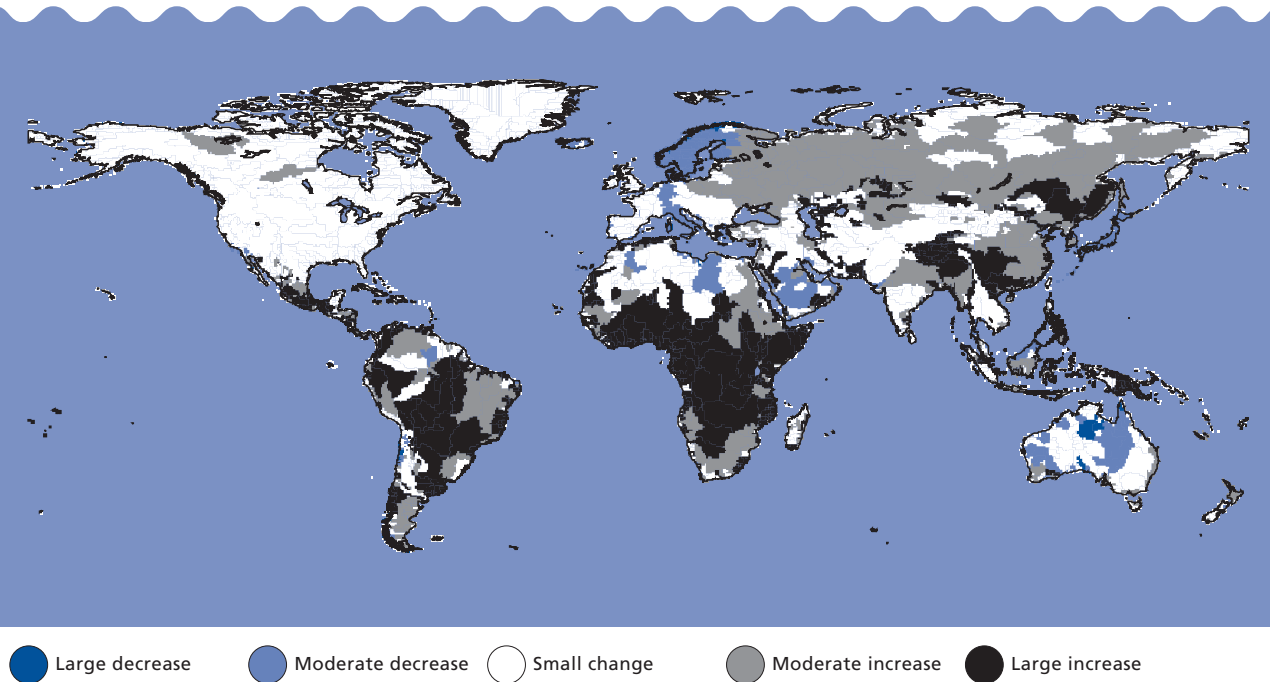 Large decrease
Moderate decrease
Small change
Moderate increase
Large increase